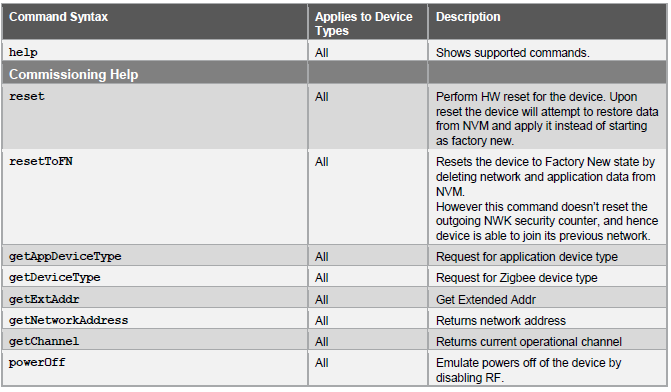 Command Syntax Applies to Device Description
Types
help All Shows supported commands.
Commissioning Help
reset All Perform HW reset for the device. Upon
reset the device will attempt to restore data
from NVM and apply it instead of starting
as factory new.
resetToFN All Resets the device to Factory New state by
deleting network and application data from
NVM.
However this command doesn't reset the
outgoing NWK security counter, and hence
device is able to join its previous network.
getAppDeviceType All Request for application device type
getDeviceType All Request for Zigbee device type
getExtAddr All Get Extended Addr
getNetworkAddress All Returns network address
getChannel All Returns current operational channel
powerOff All Emulate powers off of the device by
disabling RF.